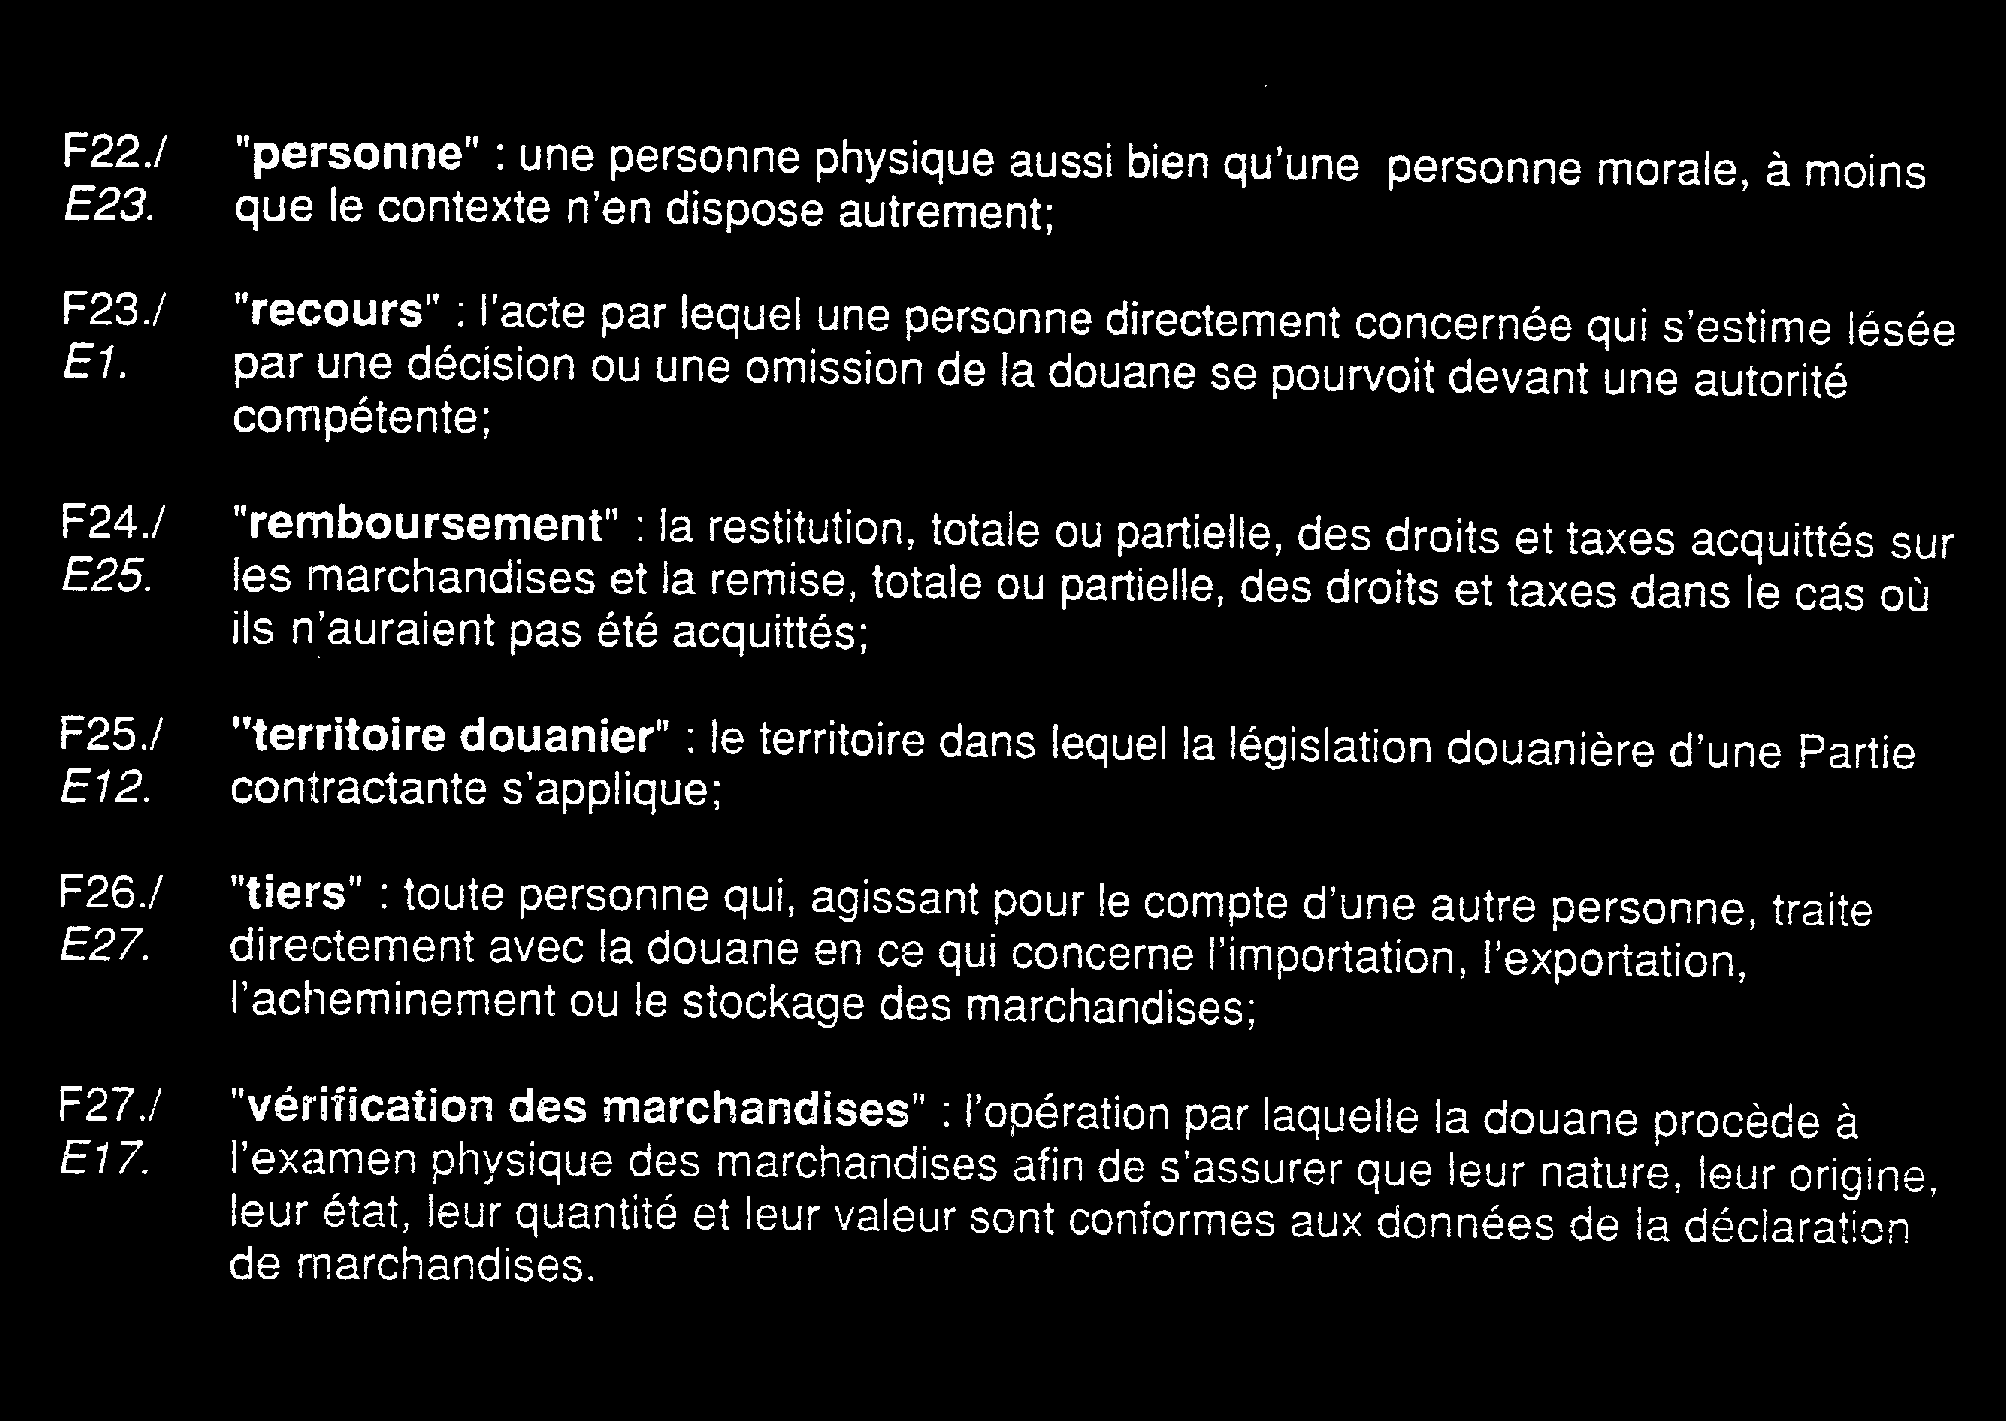 F22./ "personne" : une personne physique aussi bien qu'une personne morale, à moins
E23. que le contexte n'en dispose autrement;
F23./ "recours" : l'acte par lequel une personne directement concernée qui s'estime lésée
E1. par une décision ou une omission de la douane se pourvoit devant une autorité
compétente;
F24./ "remboursement" : la restitution, totale ou partielle, des droits et taxes acquittés sur
E25. les marchandises et la remise, totale ou partielle, des droits et taxes dans le cas où
ils n'auraient pas été acquittés;
F25./ "territoire douanier" : le territoire dans lequel la législation douanière d'une Partie
E12. contractante s'applique;
F26./ "tiers" : toute personne qui, agissant pour le compte d'une autre personne, traite
E27. directement avec la douane en ce qui concerne l'importation, l'exportation,
l'acheminement ou le stockage des marchandises;
F27./ "vérification des marchandises" : l'opération par laquelle la douane procède à
E17. l'examen physique des marchandises afin de s'assurer que leur nature, leur origine,
leur état, leur quantité et leur valeur sont conformes aux données de la déclaration
de marchandises.